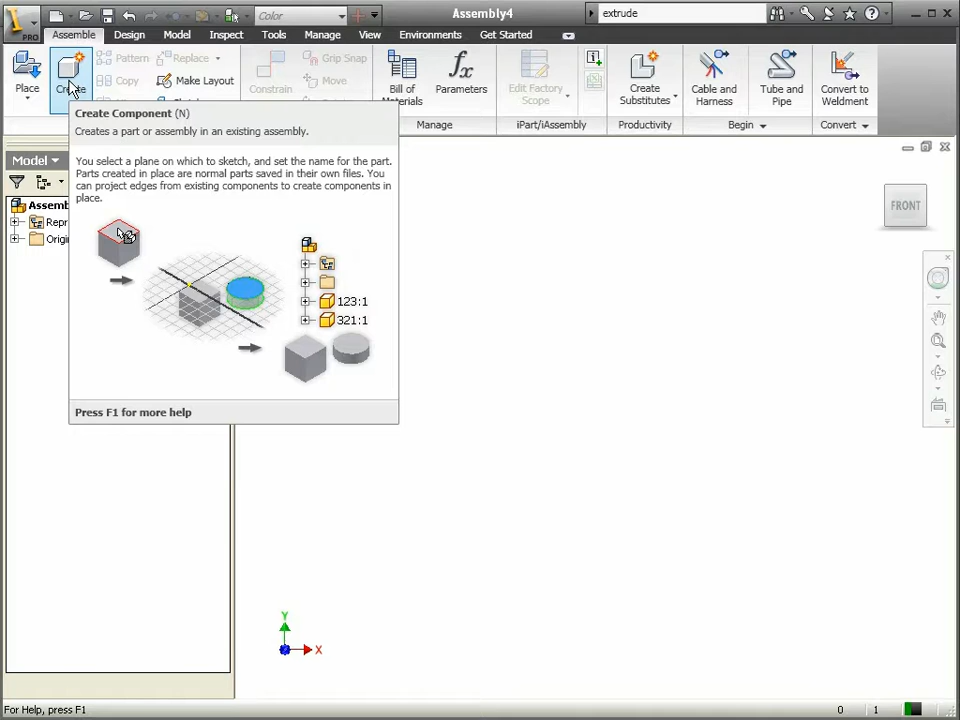 Color
Assembly4
extrude
PRO
Assemble
Design
Model
Inspect
Tools
Manage
View
Environments
Get Started
Place
Create
Pattern
Copy
Replace
Make Layout
Constrain
Grip Snap
Move
Bill of
Materials
Parameters
Edit Factory
Scope
Create
Substitutes
Cable and
Harness
Tube and
Pipe
Convert to
Weldment
Manage
iPart/iAssembly
Productivity
Begin
Convert
Create Component (N)
Creates a part or assembly in an existing assembly.
You select a plane on which to sketch, and set the name for the part.
Parts created in place are normal parts saved in their own files. You
can project edges from existing components to create components in
place.
123:1
321:1
Press F1 for more help
Model
Assemb
Repr
Origi
FRONT
Y
X
For Help, press F1
0
1